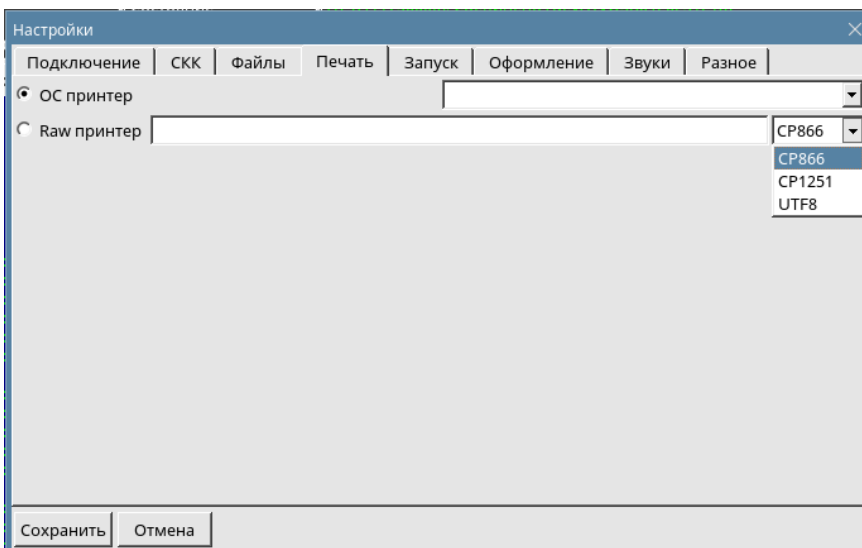 Настройки
Подключение СКК Файлы Печать Запуск Оформление Звуки Разное
ОС принтер
Raw принтер CP866
CP866
CP1251
UTF8
Сохранить Отмена